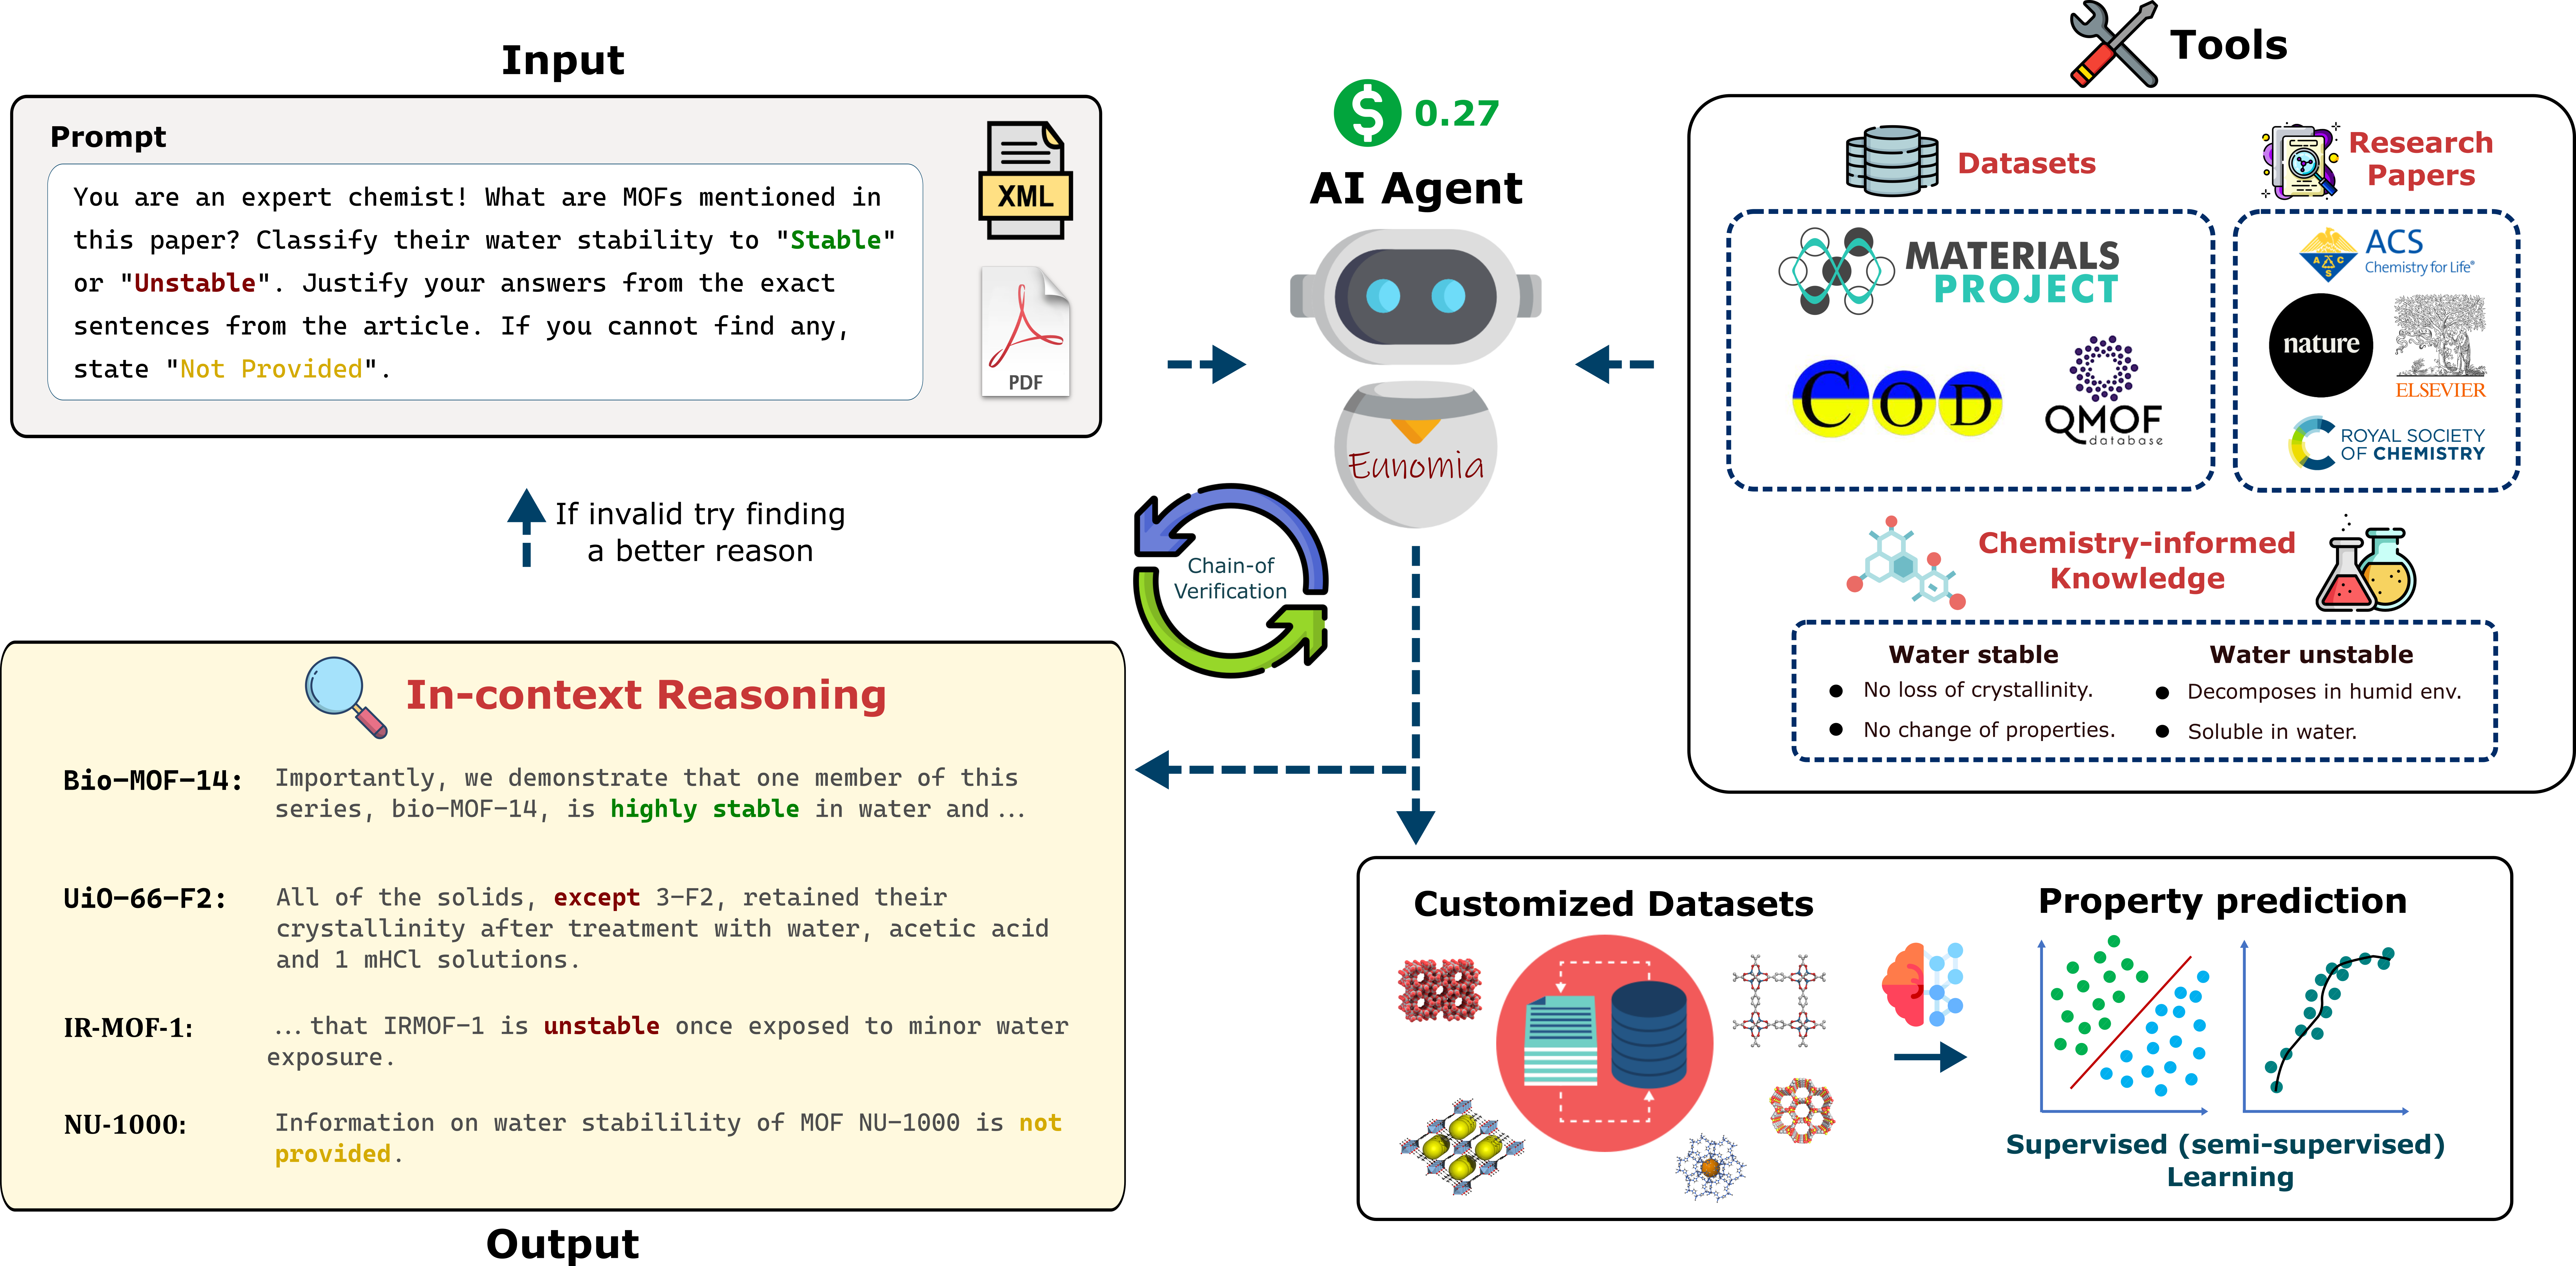 Input
Prompt
You are an expert chemist! What are MOFs mentioned in
this paper? Classify their water stability to "Stable"
or "Unstable". Justify your answers from the exact
sentences from the article. If you cannot find any,
state "Not Provided".
XML
PDF
If invalid try finding
a better reason
In-context Reasoning
Bio-MOF-14:
Importantly, we demonstrate that one member of this
series, bio-MOF-14, is highly stable in water and ...
UiO-66-F2:
All of the solids, except 3-F2, retained their
crystallinity after treatment with water, acetic acid
and 1 mHCl solutions.
IR-MOF-1:
... that IRMOF-1 is unstable once exposed to minor water
exposure.
NU-1000:
Information on water stabilility of MOF NU-1000 is not
provided.
Output
$ 0.27
AI Agent
Eunomia
Chain-of
Verification
Tools
Datasets
MATERIALS
PROJECT
COD
QMOF
database
Research
Papers
A C S
ACS
Chemistry for Life®
nature
ELSEVIER
ROYAL SOCIETY
OF CHEMISTRY
Chemistry-informed
Knowledge
Water stable
● No loss of crystallinity.
● No change of properties.
Water unstable
● Decomposes in humid env.
● Soluble in water.
Customized Datasets
Property prediction
Supervised (semi-supervised)
Learning